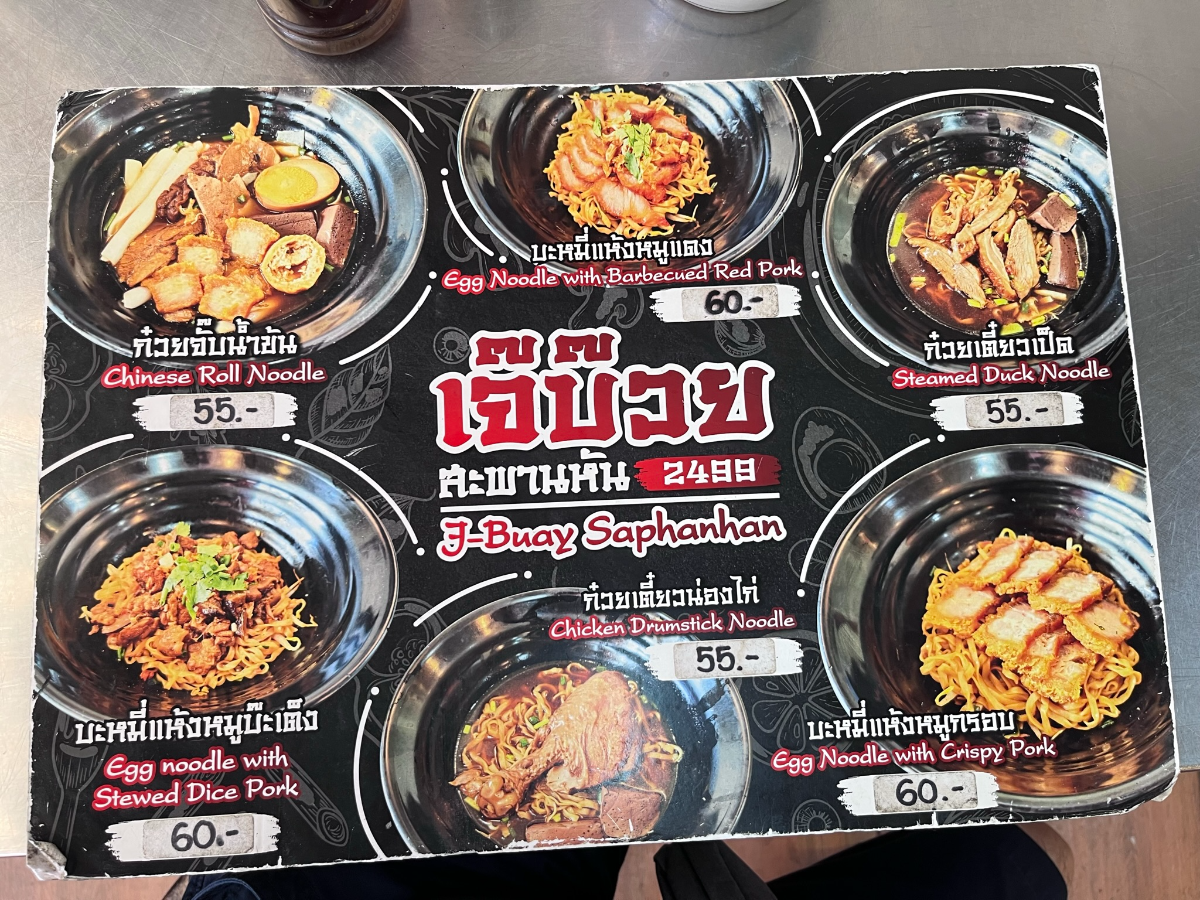 ก๋วยจั๊บน้ำข้น
Chinese Roll Noodle
55.-
บะหมี่แห้งหมูแดง
Egg Noodle with Barbecued Red Pork
60.-
ก๋วยเตี๋ยวเป็ด
Steamed Duck Noodle
55.-
เจ๊บ๊วย
สะพานหัน 2499
J-Buay Saphanhan
บะหมี่แห้งหมูบ๊ะเต็ง
Egg noodle with
Stewed Dice Pork
60.-
ก๋วยเตี๋ยวน่องไก่
Chicken Drumstick Noodle
55.-
บะหมี่แห้งหมูกรอบ
Egg Noodle with Crispy Pork
60.-